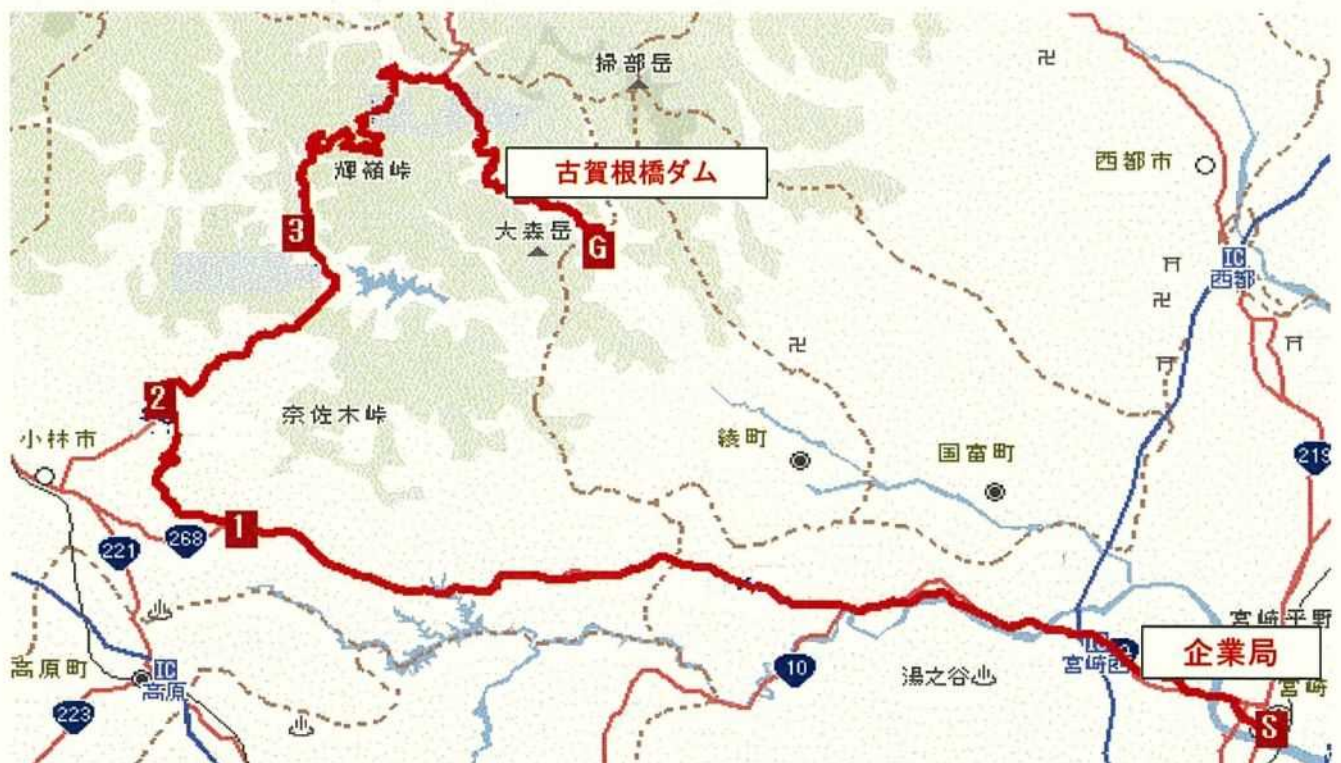 掃部岳
西都市
輝嶺峠
古賀根橋ダム
3
大森岳
G
IC
西都
2
奈佐木峠
小林市
綾町
国富町
219
1
268
221
宮崎平野
企業局
IC
高原町
高原
宮崎西
10
湯之谷
宮崎
223
S